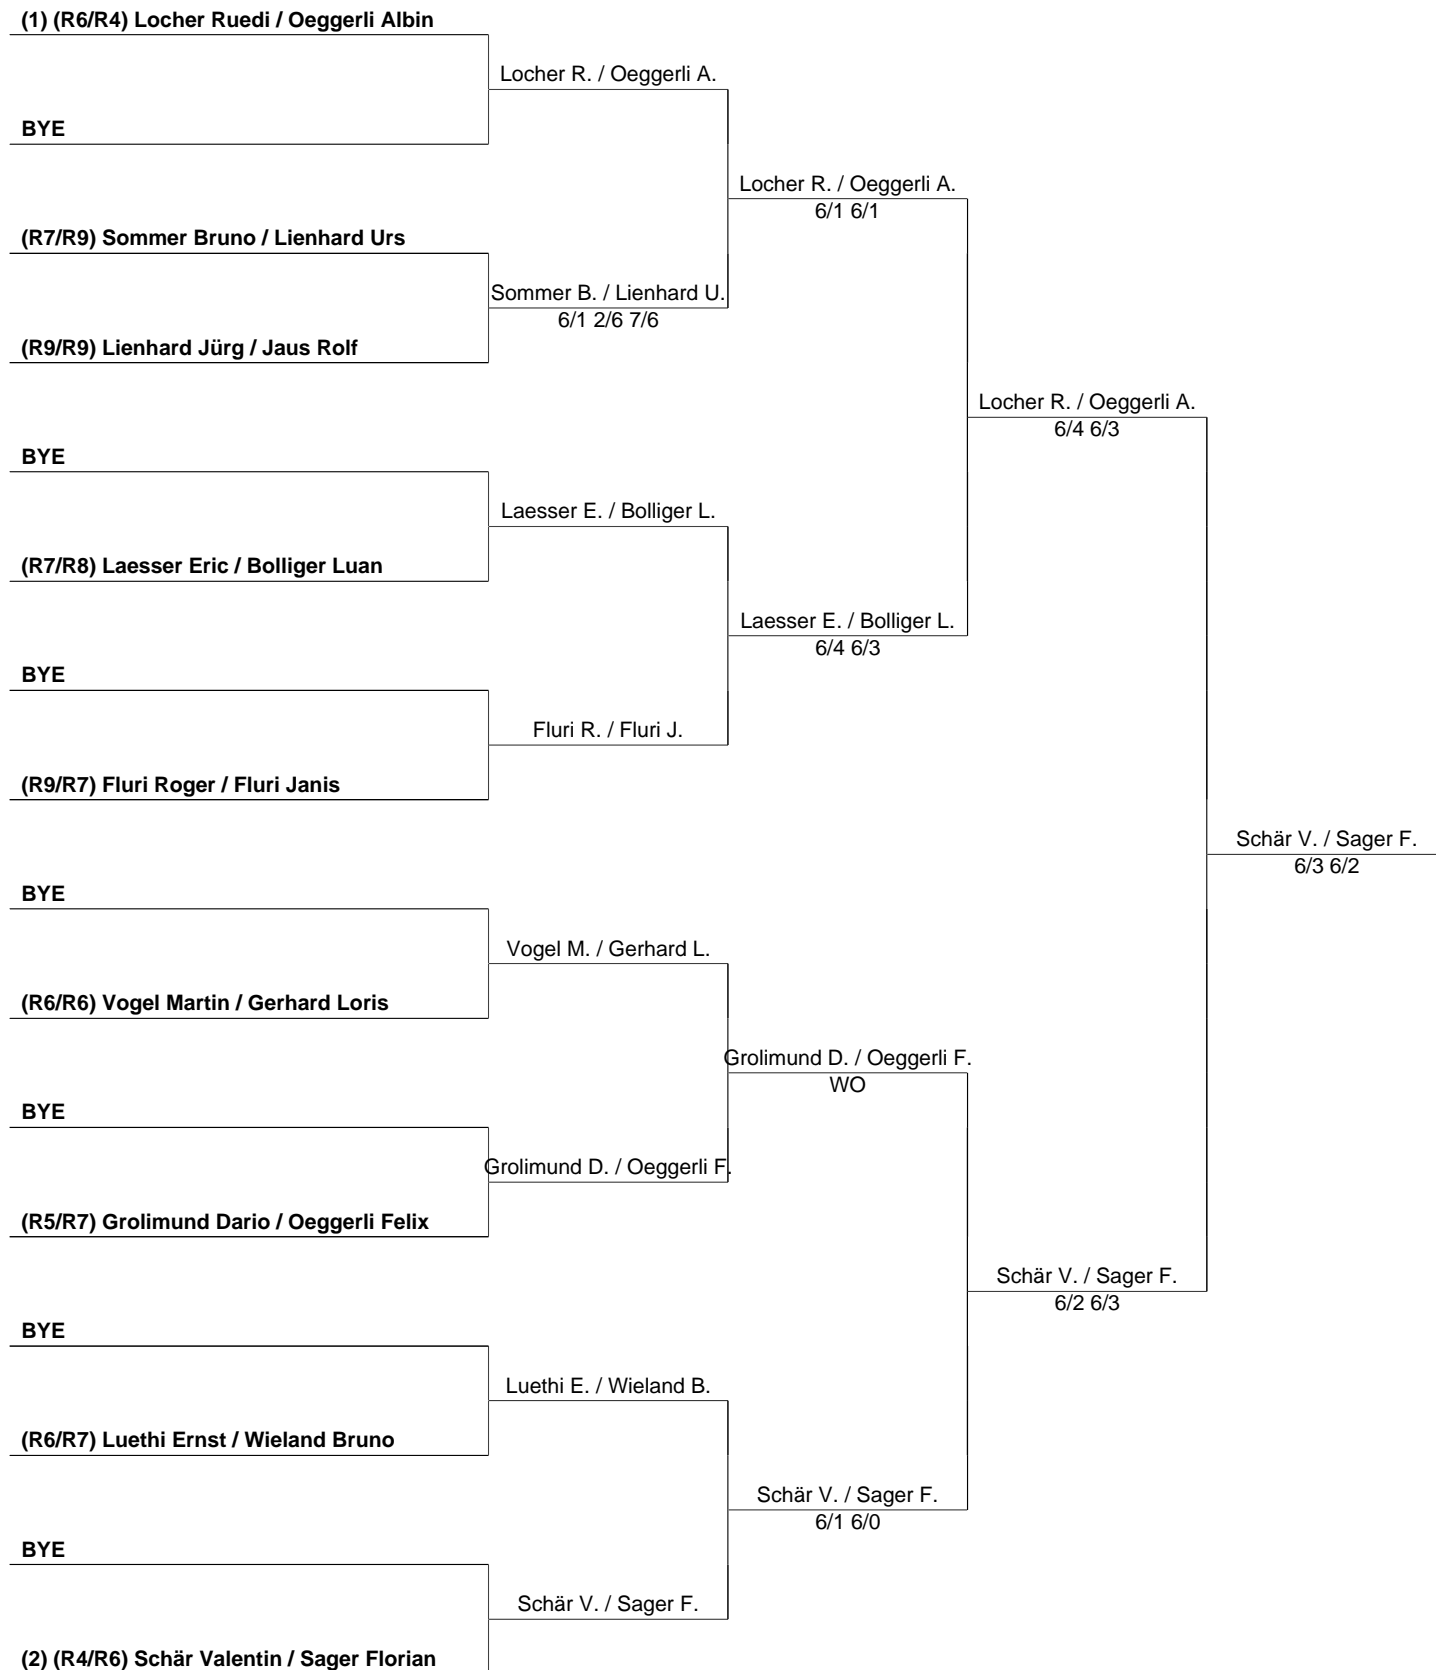 (1) (R6/R4) Locher Ruedi / Oeggerli Albin
Locher R. / Oeggerli A.
BYE
Locher R. / Oeggerli A.
6/1 6/1
(R7/R9) Sommer Bruno / Lienhard Urs
Sommer B. / Lienhard U.
6/1 2/6 7/6
(R9/R9) Lienhard Jürg / Jaus Rolf
Locher R. / Oeggerli A.
6/4 6/3
BYE
Laesser E. / Bolliger L.
(R7/R8) Laesser Eric / Bolliger Luan
Laesser E. / Bolliger L.
6/4 6/3
BYE
Fluri R. / Fluri J.
(R9/R7) Fluri Roger / Fluri Janis
Schär V. / Sager F.
6/3 6/2
BYE
Vogel M. / Gerhard L.
(R6/R6) Vogel Martin / Gerhard Loris
Grolimund D. / Oeggerli F.
WO
BYE
Grolimund D. / Oeggerli F.
(R5/R7) Grolimund Dario / Oeggerli Felix
Schär V. / Sager F.
6/2 6/3
BYE
Luethi E. / Wieland B.
(R6/R7) Luethi Ernst / Wieland Bruno
Schär V. / Sager F.
6/1 6/0
BYE
Schär V. / Sager F.
(2) (R4/R6) Schär Valentin / Sager Florian